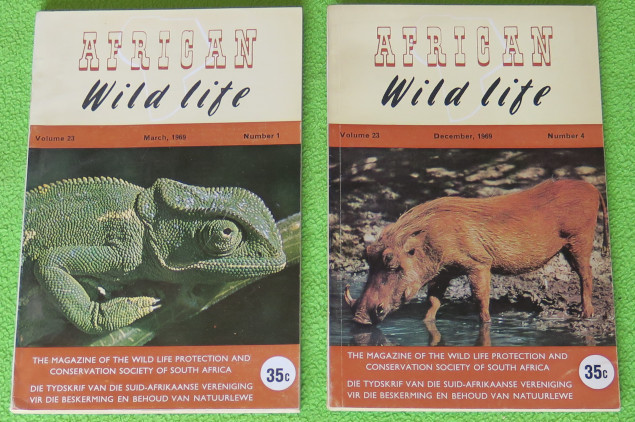 AFRICAN
Wild life
Volume 23 March, 1969 Number 1
THE MAGAZINE OF THE WILD LIFE PROTECTION AND
CONSERVATION SOCIETY OF SOUTH AFRICA
DIE TYDSKRIF VAN DIE SUID-AFRIKAANSE VERENIGING
VIR DIE BESKERMING EN BEHOUD VAN NATUURLEWE
35c
AFRICAN
Wild life
Volume 23 December, 1969 Number 4
THE MAGAZINE OF THE WILD LIFE PROTECTION AND
CONSERVATION SOCIETY OF SOUTH AFRICA
DIE TYDSKRIF VAN DIE SUID-AFRIKAANSE VERENIGING
VIR DIE BESKERMING EN BEHOUD VAN NATUURLEWE
35c